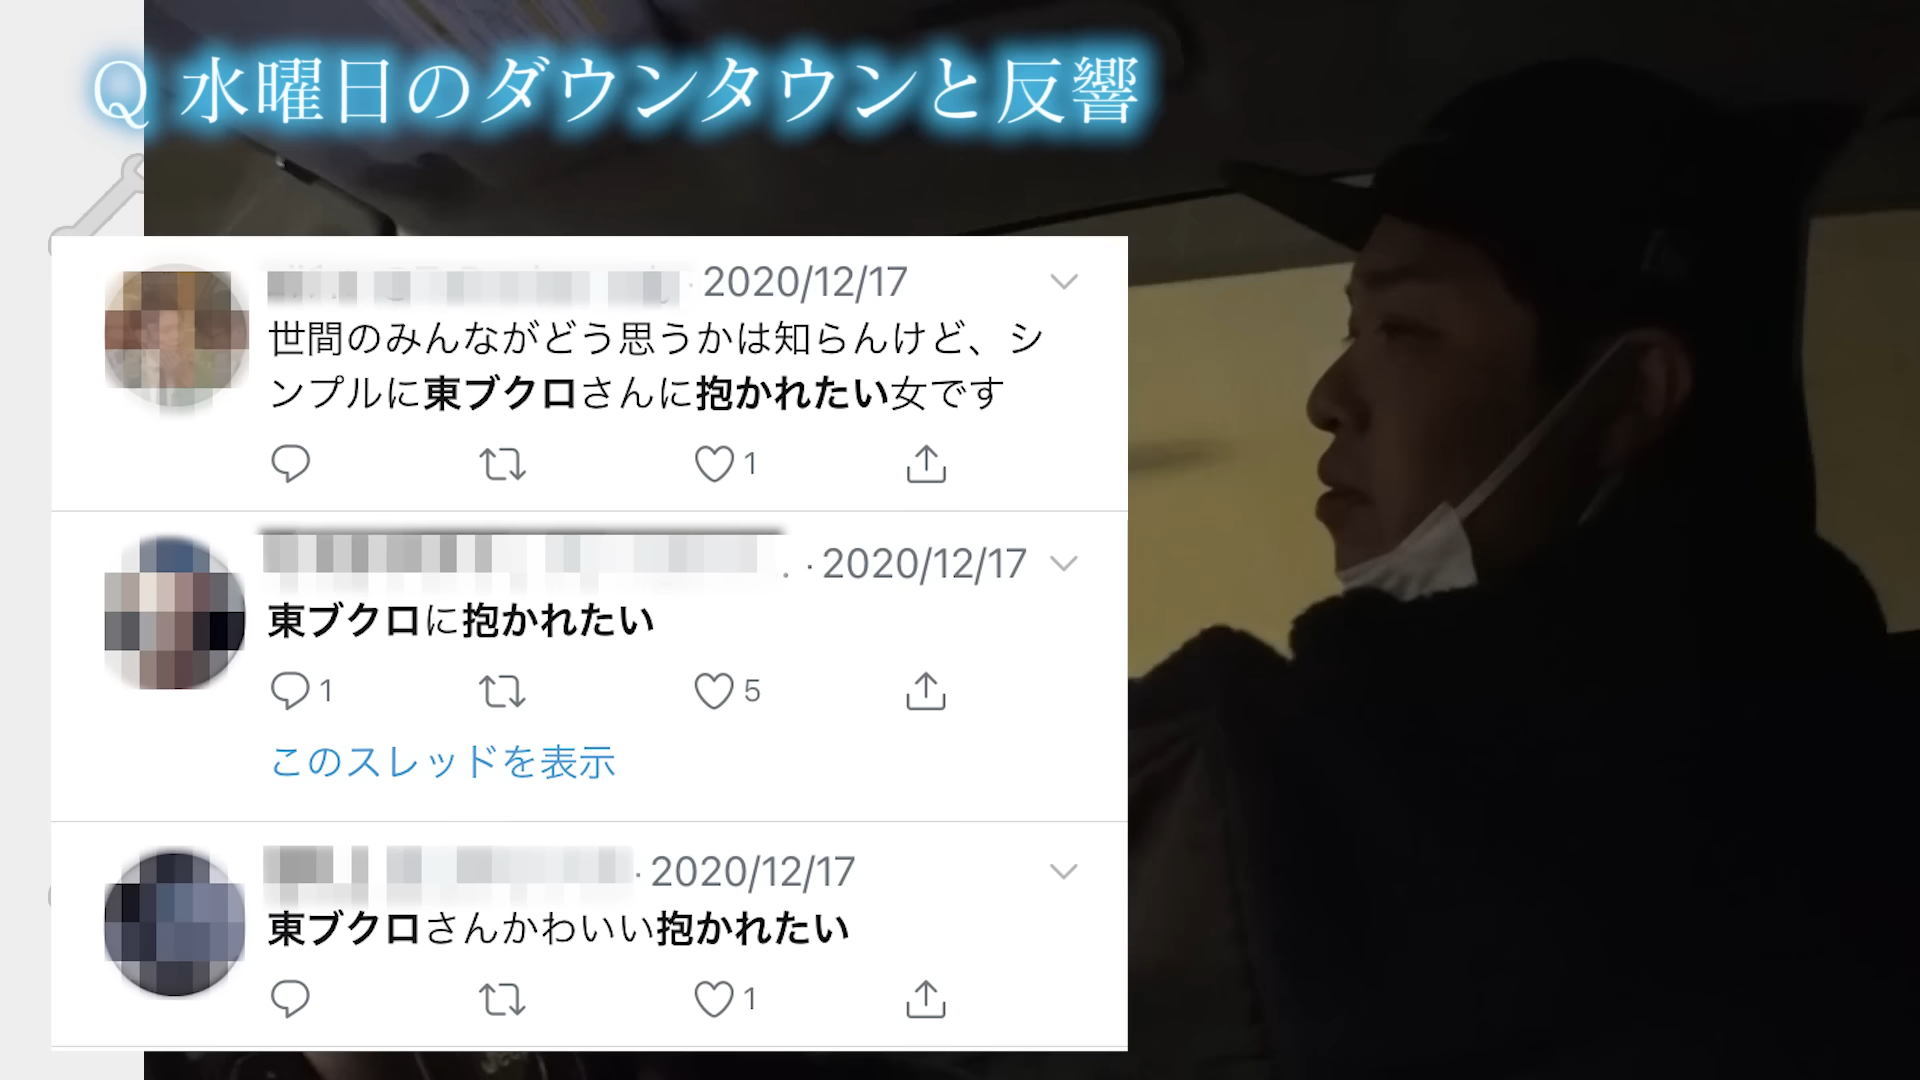 Q 水曜日のダウンタウンと反響
· 2020/12/17
世間のみんながどう思うかは知らんけど、シ
ンプルに東ブクロさんに抱かれたい女です
1
. · 2020/12/17
東ブクロに抱かれたい
1 5
このスレッドを表示
· 2020/12/17
東ブクロさんかわいい抱かれたい
1